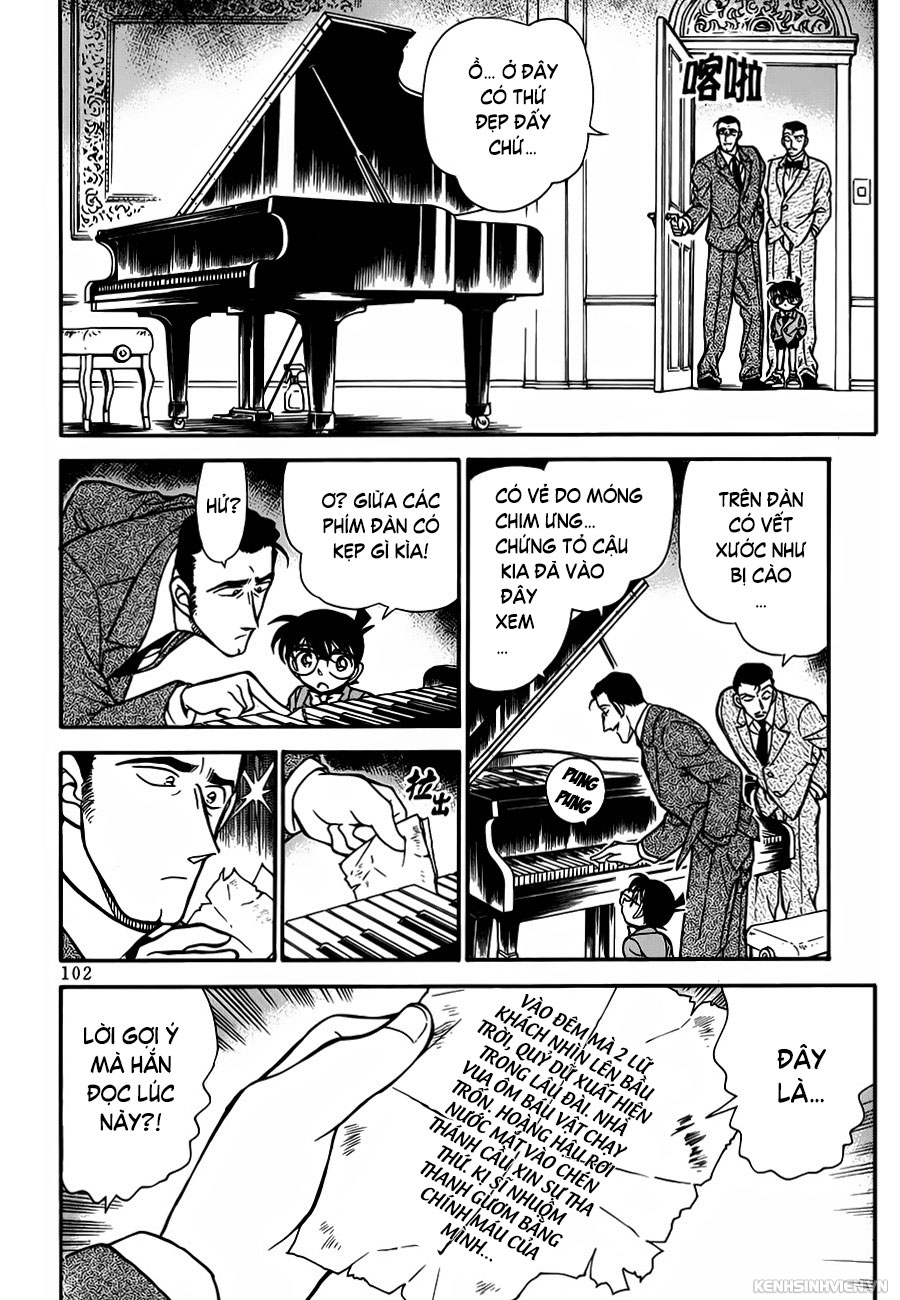 Ồ... Ở ĐÂY
CÓ THỨ
ĐẸP ĐẤY
CHỨ...
喀啦
TRÊN ĐÀN
CÓ VẾT
XƯỚC NHƯ
BỊ CÀO
...
CÓ VẺ DO MÓNG
CHIM ƯNG...
CHỨNG TỎ CẬU
KIA ĐÃ VÀO
ĐÂY
XEM
...
PƯNG
PƯNG
Ơ? GIỮA CÁC
PHÍM ĐÀN CÓ
KẸP GÌ KÌA!
HỨ?
拉出
102
ĐÂY
LÀ...
VÀO ĐÊM MÀ 2 LỮ
KHÁCH NHÌN LÊN BẦU
TRỜI, QUỶ DỮ XUẤT HIỆN
TRONG LÂU ĐÀI. NHÀ
VUA ÔM BÁU VẬT CHẠY
TRỐN. HOÀNG HẬU RƠI
NƯỚC MẮT VÀO CHÉN
THÁNH CẦU XIN SỰ THA
THỨ. KỊ SĨ NHUỘM
THANH GƯƠM BẰNG
CHÍNH MÁU CỦA
MÌNH...
LỜI GỢI Ý
MÀ HẮN
ĐỌC LÚC
NÀY?!
KENHSINHVIEN.VN